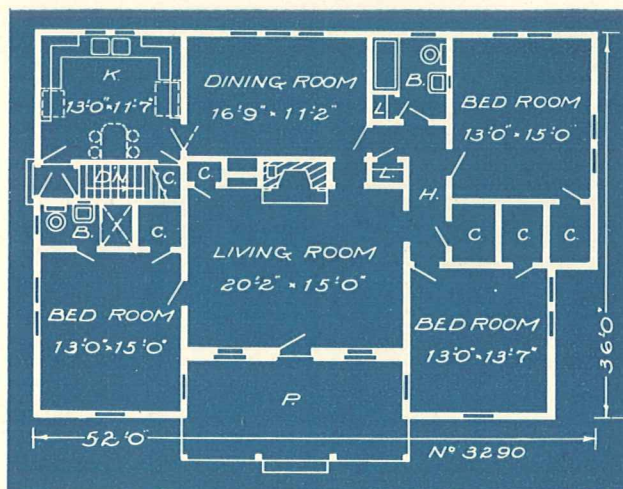 K.
13'-0" × 11'-7"
DINING ROOM
16'-9" × 11'-2"
B.
L.
BED ROOM
13'-0" × 15'-0"
DN.
C.
C.
L.
H.
B.
C.
LIVING ROOM
20'-2" × 15'-0"
C.
C.
C.
BED ROOM
13'-0" × 15'-0"
BED ROOM
13'-0" × 13'-7"
P.
36'-0"
52'-0"
Nº 3290